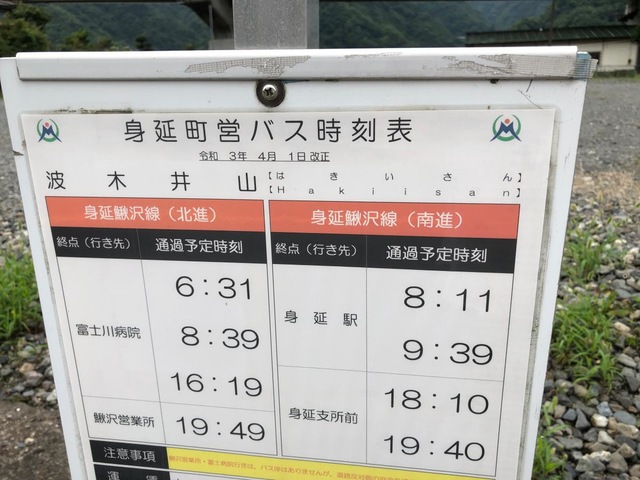 身延町営バス時刻表
令和 3年 4月 1日 改正
波木井山 【はきいさん】
【Hakiisan】
身延鰍沢線（北進） 身延鰍沢線（南進）
終点（行き先） 通過予定時刻 終点（行き先） 通過予定時刻
富士川病院 6：31 身延駅 8：11
8：39 9：39
16：19 身延支所前 18：10
鰍沢営業所 19：49 19：40
注意事項
運賃